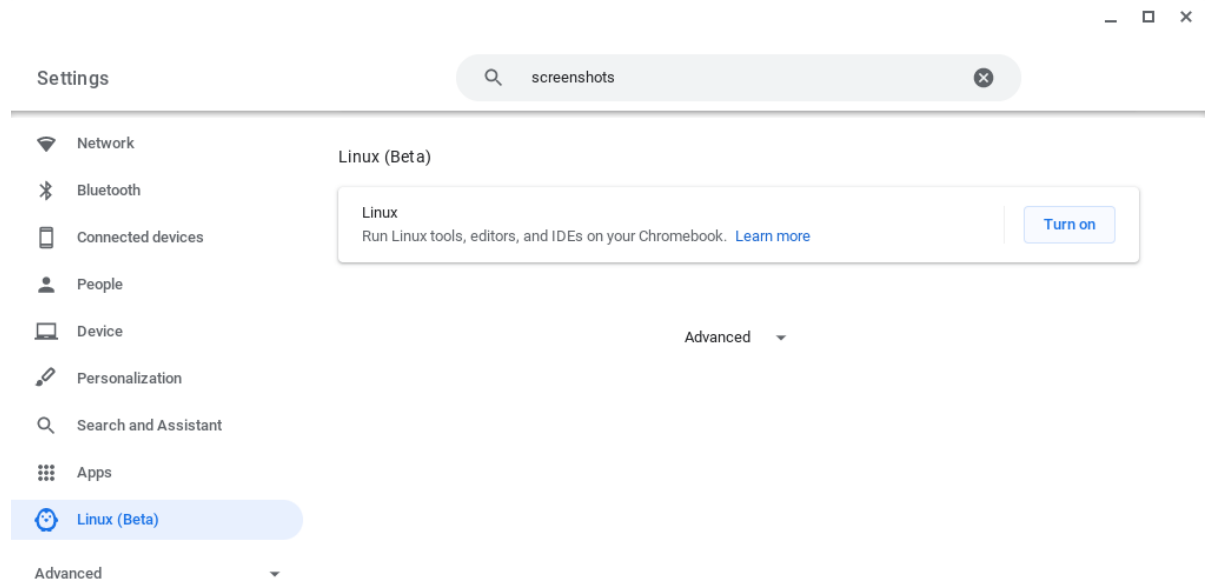 Settings
screenshots
Network
Bluetooth
Connected devices
People
Device
Personalization
Search and Assistant
Apps
Linux (Beta)
Advanced
Linux (Beta)
Linux
Run Linux tools, editors, and IDEs on your Chromebook. Learn more
Turn on
Advanced